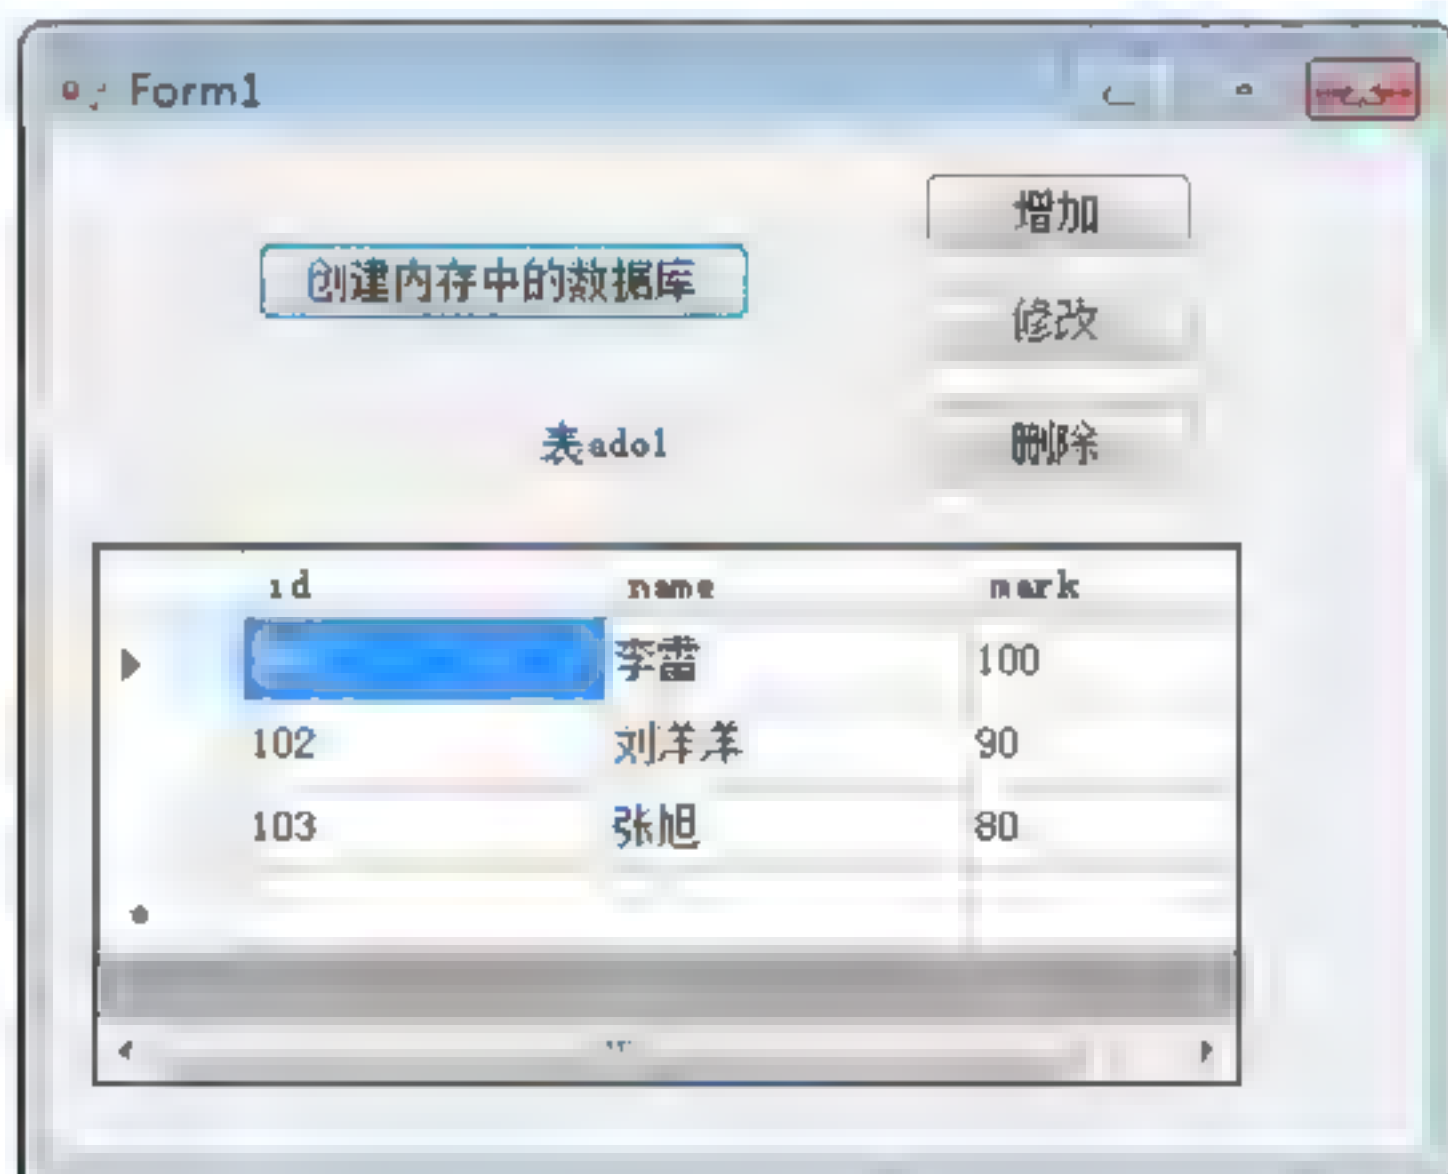 Form1
增加
创建内存中的数据库
修改
表ado1
删除
id name mark
李蕾 100
102 刘洋洋 90
103 张旭 80